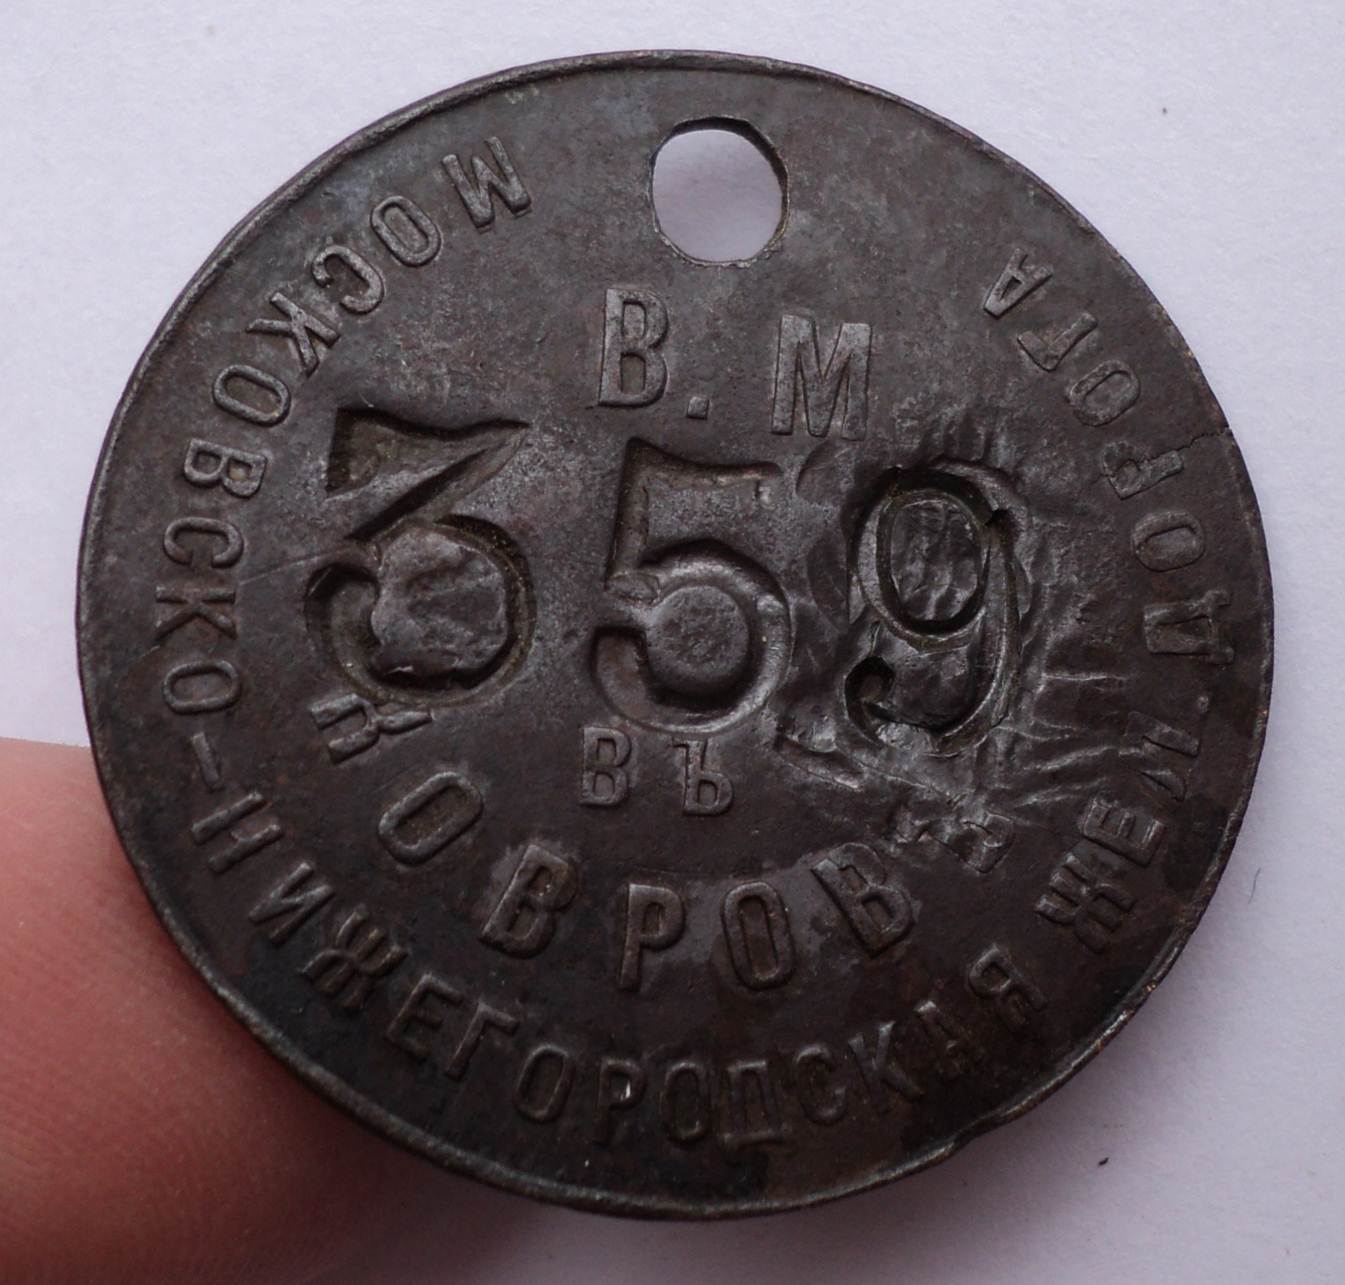 МОСКОВСКО-НИЖЕГОРОДСКАЯ ЖЕЛ. ДОРОГА
В. М
359
ВЪ
КОВРОВѢ